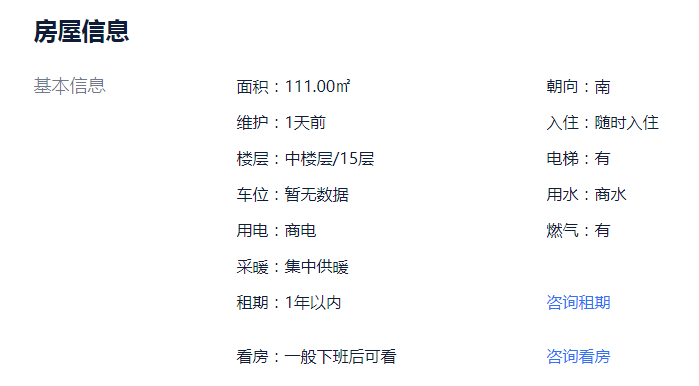 房屋信息
基本信息 面积：111.00㎡ 朝向：南
维护：1天前 入住：随时入住
楼层：中楼层/15层 电梯：有
车位：暂无数据 用水：商水
用电：商电 燃气：有
采暖：集中供暖
租期：1年以内 咨询租期
看房：一般下班后可看 咨询看房